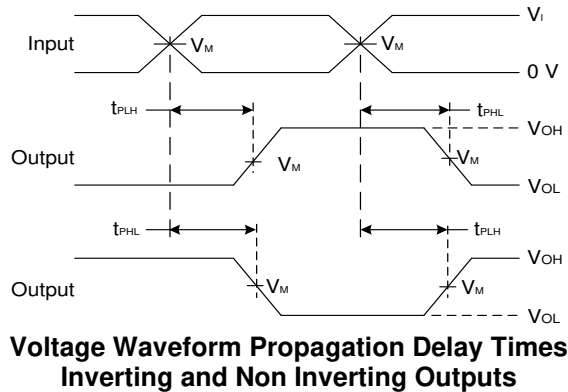 VI
Input VM VM
0 V
tPLH tPHL
VOH
Output VM VM
VOL
tPHL tPLH
VOH
Output VM VM
VOL
Voltage Waveform Propagation Delay Times
Inverting and Non Inverting Outputs